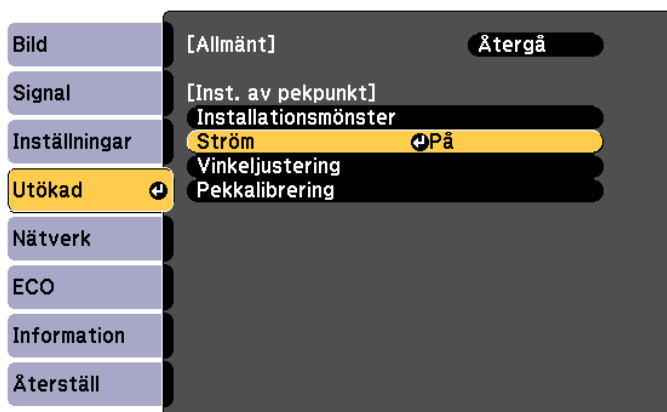 Bild
Signal
Inställningar
Utökad
Nätverk
ECO
Information
Återställ
[Allmänt] Återgå
[Inst. av pekpunkt]
Installationsmönster
Ström På
Vinkeljustering
Pekkalibrering